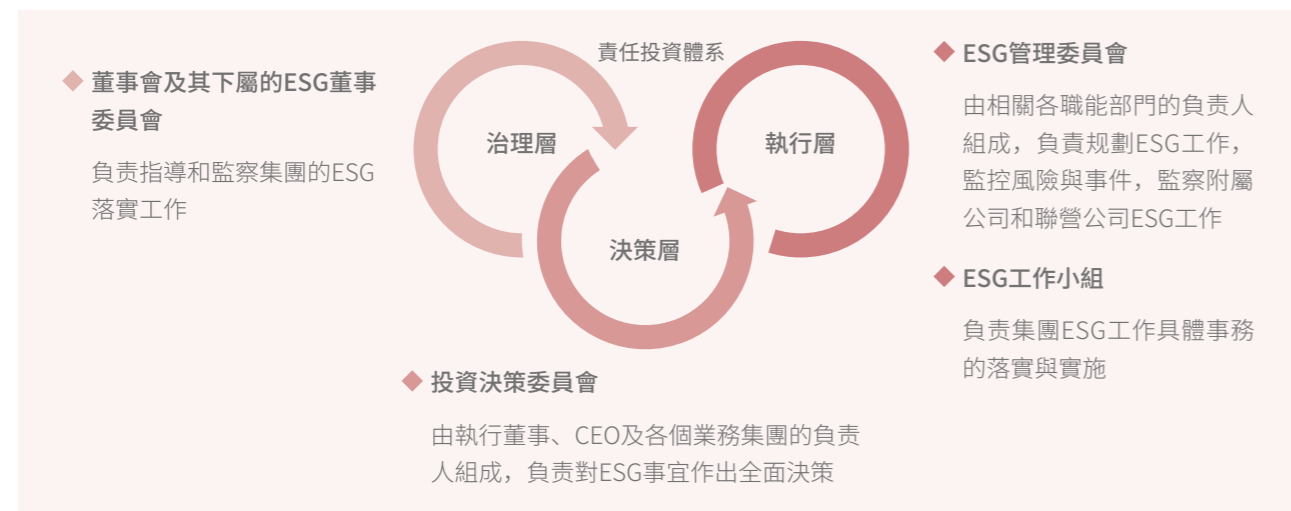 責任投資體系
治理層
決策層
執行層
董事會及其下屬的ESG董事
委員會
負责指導和監察集團的ESG
落實工作
投資決策委員會
由執行董事、CEO及各個業務集團的負责
人組成，負责對ESG事宜作出全面決策
ESG管理委員會
由相關各職能部門的負责人
組成，負責规劃ESG工作，
監控風險與事件，監察附屬
公司和聯營公司ESG工作
ESG工作小組
負责集團ESG工作具體事務
的落實與實施